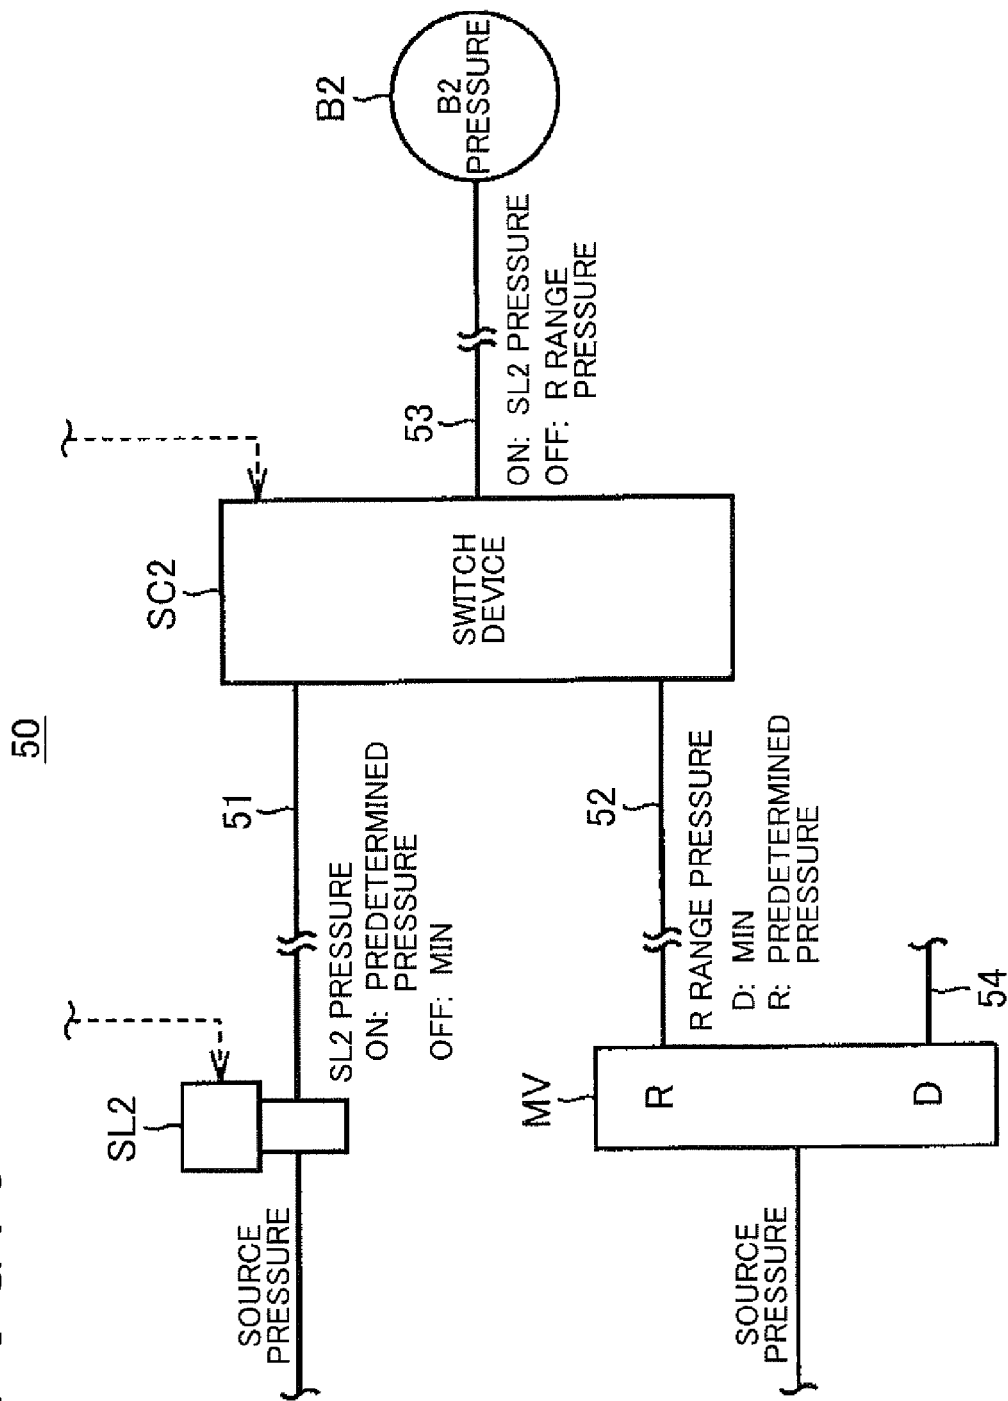 50
SL2
SOURCE
PRESSURE
SL2 PRESSURE
ON: PREDETERMINED
PRESSURE
OFF: MIN
51
SC2
SWITCH
DEVICE
53
ON: SL2 PRESSURE
OFF: R RANGE
PRESSURE
B2
B2
PRESSURE
MV
R
D
SOURCE
PRESSURE
52
R RANGE PRESSURE
D: MIN
R: PREDETERMINED
PRESSURE
54